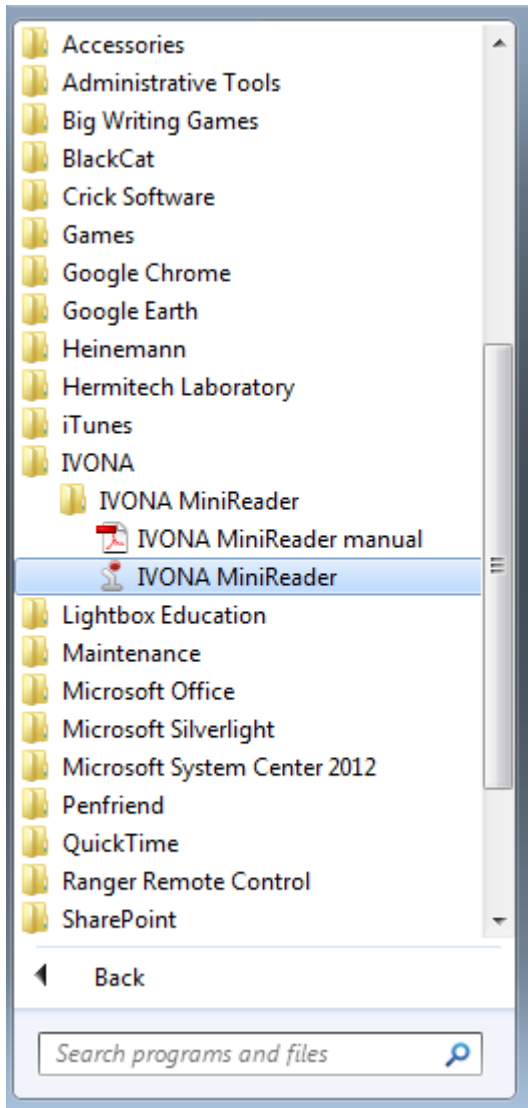 Accessories
Administrative Tools
Big Writing Games
BlackCat
Crick Software
Games
Google Chrome
Google Earth
Heinemann
Hermitech Laboratory
iTunes
IVONA
IVONA MiniReader
IVONA MiniReader manual
IVONA MiniReader
Lightbox Education
Maintenance
Microsoft Office
Microsoft Silverlight
Microsoft System Center 2012
Penfriend
QuickTime
Ranger Remote Control
SharePoint
Back
Search programs and files